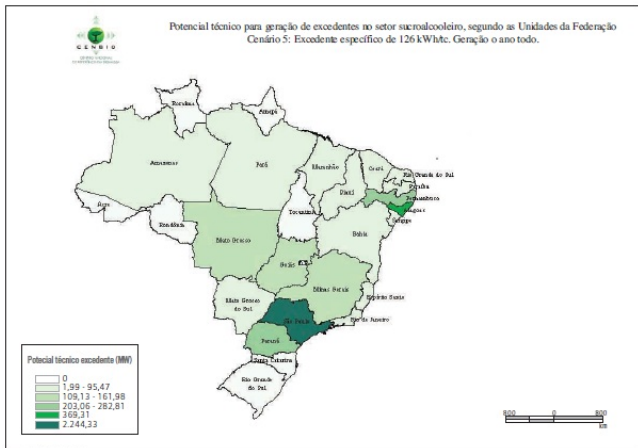 Potencial técnico para geração de excedentes no setor sucroalcooleiro, segundo as Unidades da Federação
Cenário 5: Excedente específico de 126 kWh/tc. Geração o ano todo.
CENBIO
Roraima
Amapá
Amazonas
Pará
Maranhão
Ceará
Rio Grande do Sul
Paraíba
Piauí
Pernambuco
Alagoas
Sergipe
Acre
Tocantins
Rondônia
Bahia
Mato Grosso
Goiás
Minas Gerais
Mato Grosso do Sul
Espírito Santo
São Paulo
Rio de Janeiro
Paraná
Santa Catarina
Rio Grande do Sul
Potecial técnico excedente (MW)
0
1,99 - 95,47
109,13 - 161,98
203,06 - 282,81
369,31
2.244,33
800 0 800
km